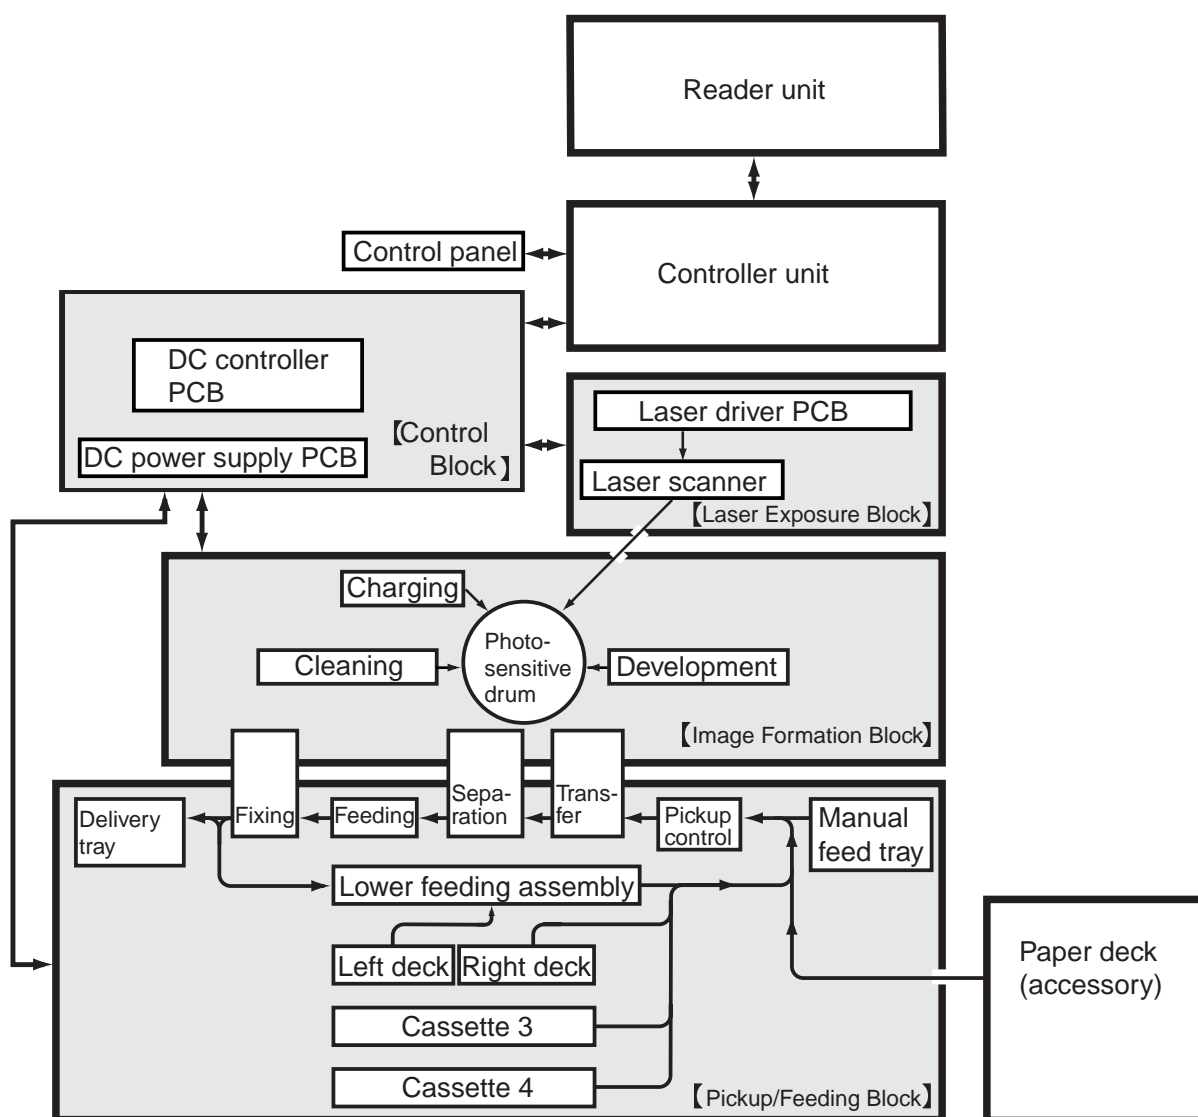 Reader unit
Control panel
Controller unit
DC controller
PCB
DC power supply PCB
【Control
Block】
Laser driver PCB
Laser scanner
【Laser Exposure Block】
Charging
Cleaning
Photo-
sensitive
drum
Development
【Image Formation Block】
Delivery
tray
Fixing
Feeding
Sepa-
ration
Trans-
fer
Pickup
control
Manual
feed tray
Lower feeding assembly
Left deck
Right deck
Cassette 3
Cassette 4
【Pickup/Feeding Block】
Paper deck
(accessory)